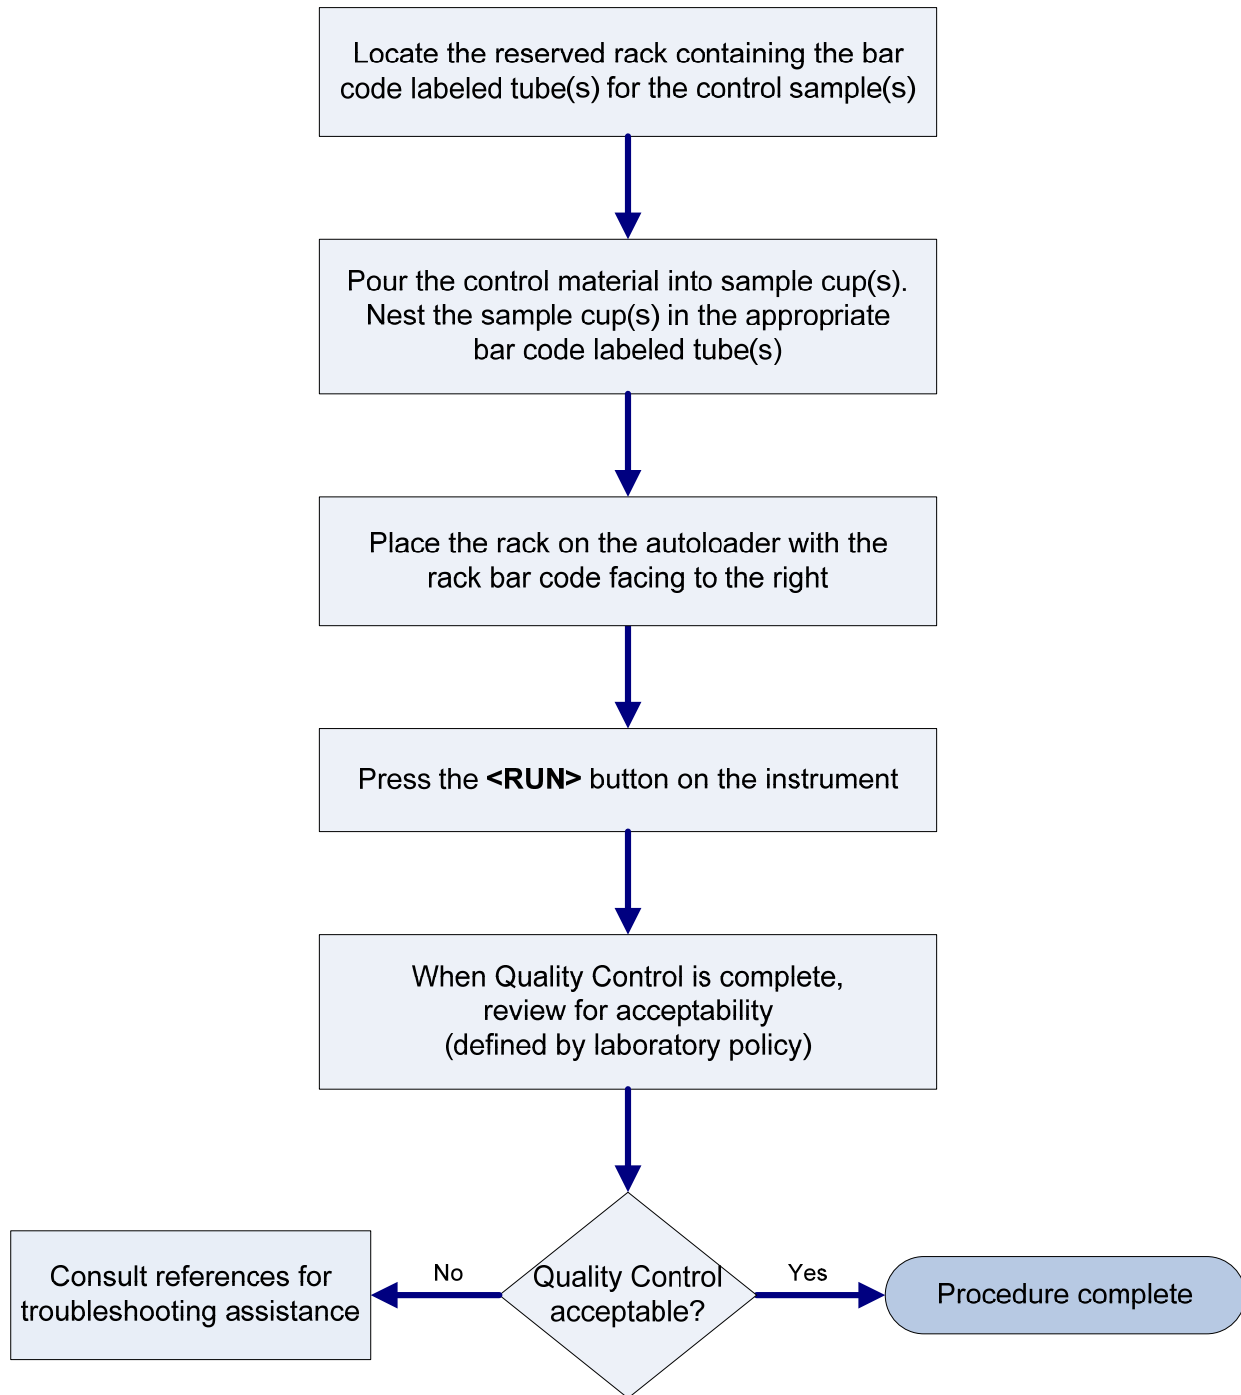 Locate the reserved rack containing the bar
code labeled tube(s) for the control sample(s)
Pour the control material into sample cup(s).
Nest the sample cup(s) in the appropriate
bar code labeled tube(s)
Place the rack on the autoloader with the
rack bar code facing to the right
Press the <RUN> button on the instrument
When Quality Control is complete,
review for acceptability
(defined by laboratory policy)
Quality Control
acceptable?
No
Consult references for
troubleshooting assistance
Yes
Procedure complete